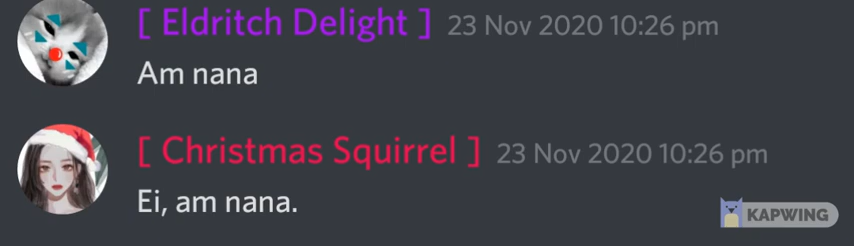 [ Eldritch Delight ] 23 Nov 2020 10:26 pm
Am nana
[ Christmas Squirrel ] 23 Nov 2020 10:26 pm
Ei, am nana.
KAPWING